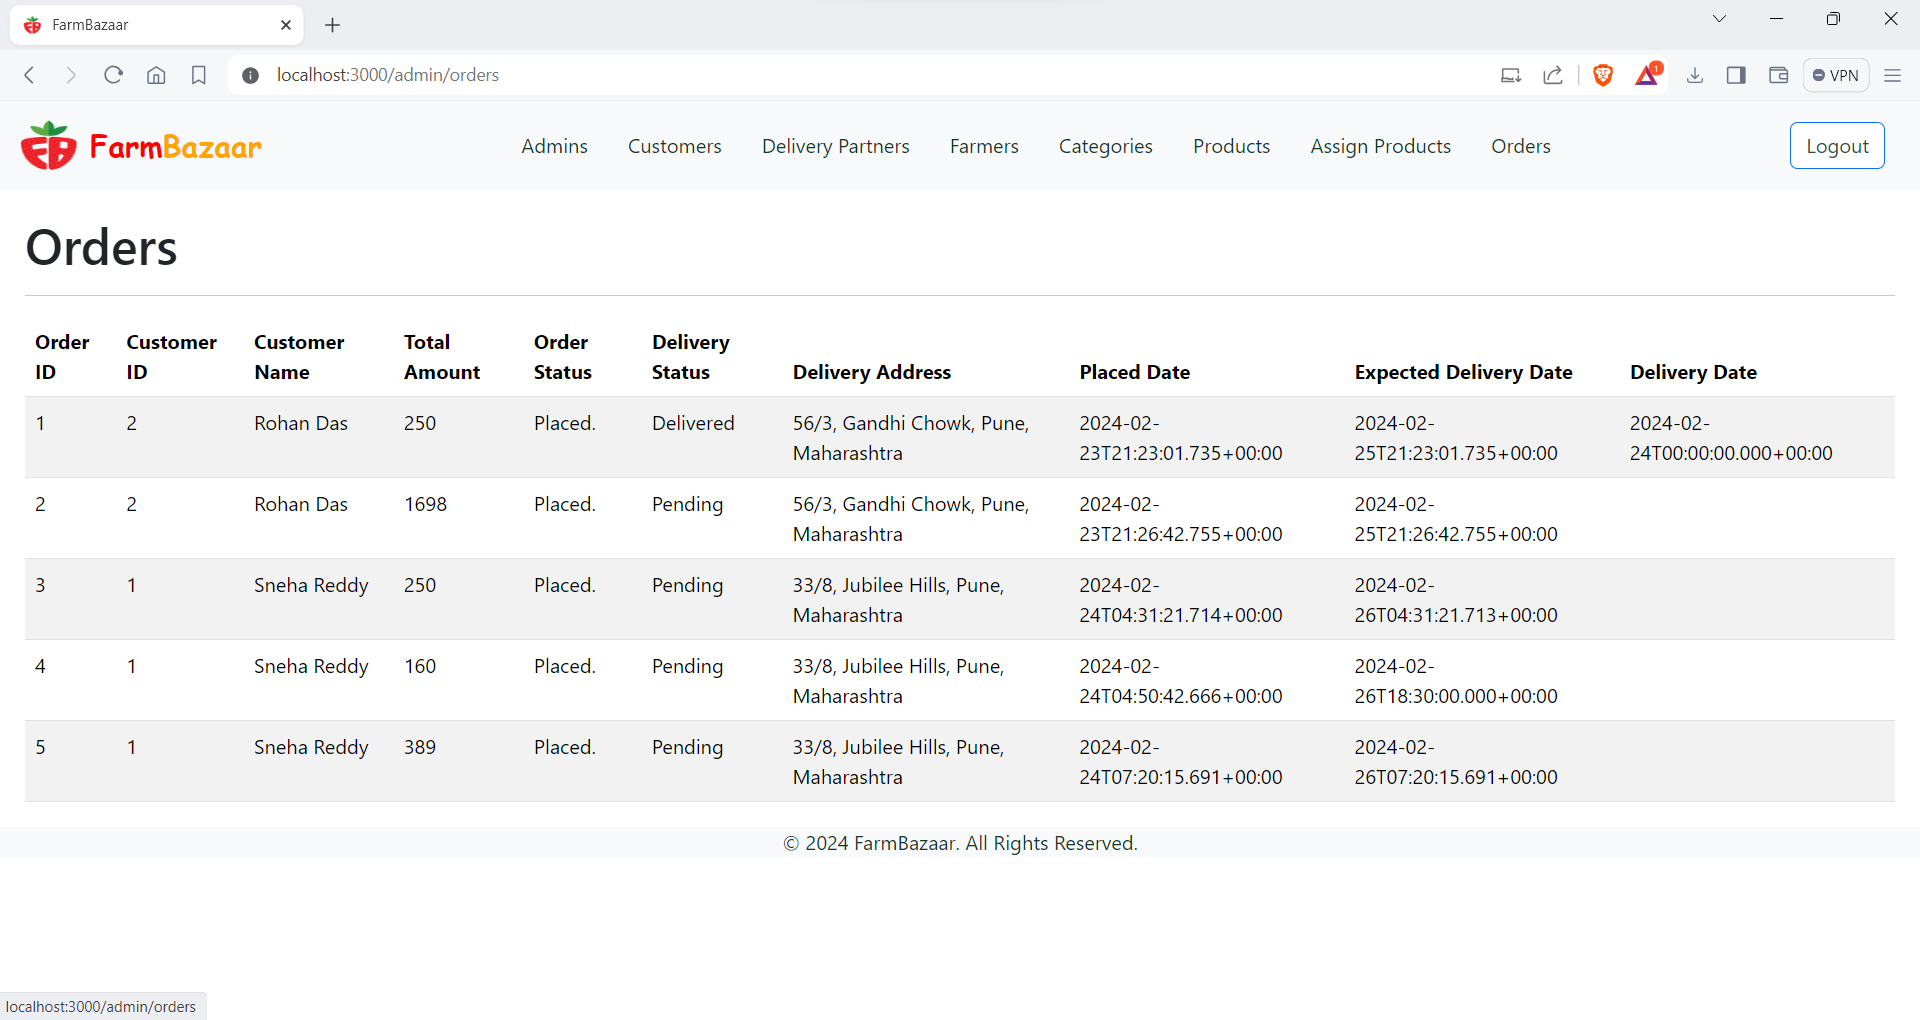 FarmBazaar
localhost:3000/admin/orders
1
VPN
FarmBazaar
Admins
Customers
Delivery Partners
Farmers
Categories
Products
Assign Products
Orders
Logout
Orders
Order ID
Customer ID
Customer Name
Total Amount
Order Status
Delivery Status
Delivery Address
Placed Date
Expected Delivery Date
Delivery Date
1 2 Rohan Das 250 Placed. Delivered 56/3, Gandhi Chowk, Pune, 2024-02- 2024-02- 2024-02-
Maharashtra 23T21:23:01.735+00:00 25T21:23:01.735+00:00 24T00:00:00.000+00:00
2 2 Rohan Das 1698 Placed. Pending 56/3, Gandhi Chowk, Pune, 2024-02- 2024-02-
Maharashtra 23T21:26:42.755+00:00 25T21:26:42.755+00:00
3 1 Sneha Reddy 250 Placed. Pending 33/8, Jubilee Hills, Pune, 2024-02- 2024-02-
Maharashtra 24T04:31:21.714+00:00 26T04:31:21.713+00:00
4 1 Sneha Reddy 160 Placed. Pending 33/8, Jubilee Hills, Pune, 2024-02- 2024-02-
Maharashtra 24T04:50:42.666+00:00 26T18:30:00.000+00:00
5 1 Sneha Reddy 389 Placed. Pending 33/8, Jubilee Hills, Pune, 2024-02- 2024-02-
Maharashtra 24T07:20:15.691+00:00 26T07:20:15.691+00:00
© 2024 FarmBazaar. All Rights Reserved.
localhost:3000/admin/orders